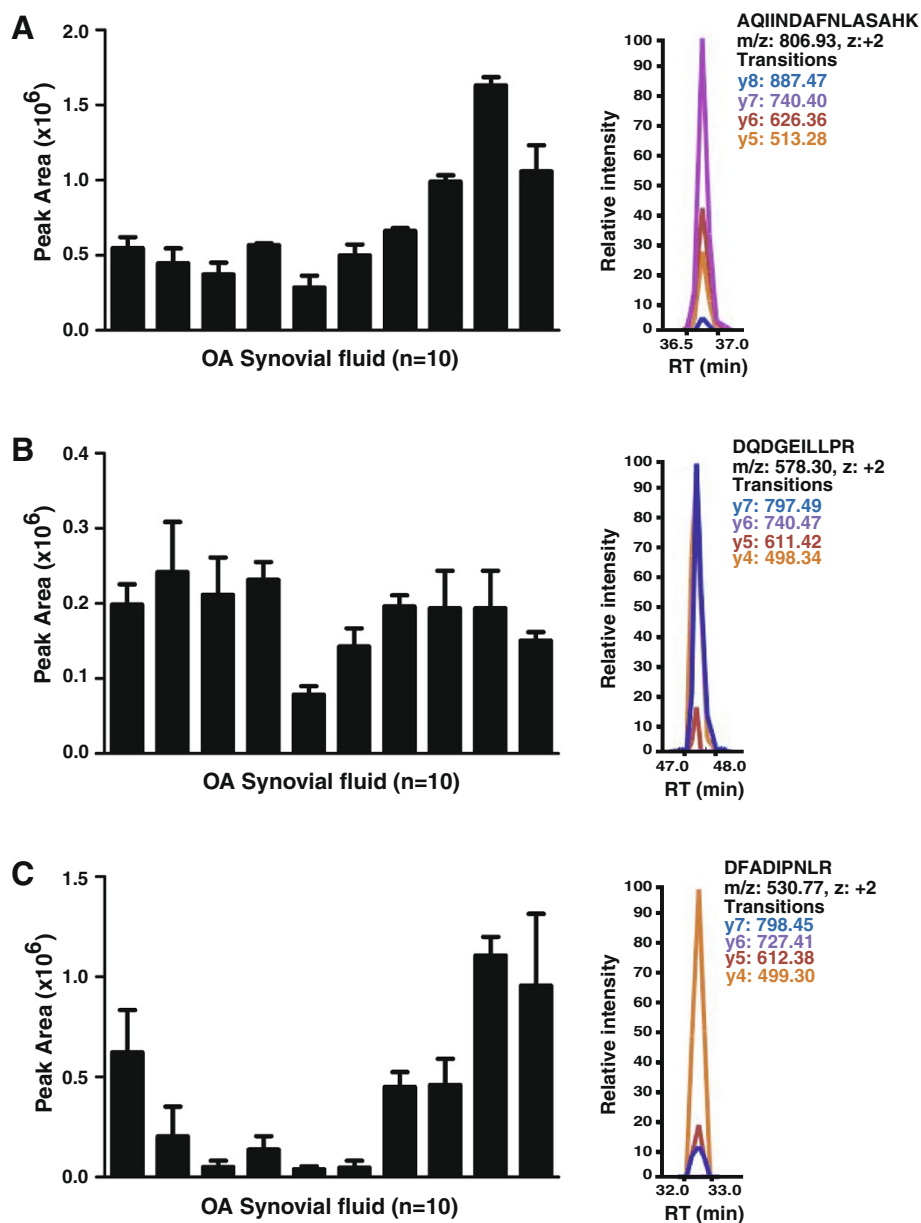 A
Peak Area (x10⁶)
2.0
1.5
1.0
0.5
0.0
OA Synovial fluid (n=10)
AQIINDAFNLASAHK
m/z: 806.93, z:+2
Transitions
y8: 887.47
y7: 740.40
y6: 626.36
y5: 513.28
Relative intensity
100
90
80
70
60
50
40
30
20
10
0
36.5 37.0
RT (min)
B
Peak Area (x10⁶)
0.4
0.3
0.2
0.1
0.0
OA Synovial fluid (n=10)
DQDGEILLPR
m/z: 578.30, z: +2
Transitions
y7: 797.49
y6: 740.47
y5: 611.42
y4: 498.34
Relative intensity
100
90
80
70
60
50
40
30
20
10
0
47.0 48.0
RT (min)
C
Peak Area (x10⁶)
1.5
1.0
0.5
0.0
OA Synovial fluid (n=10)
DFADIPNLR
m/z: 530.77, z: +2
Transitions
y7: 798.45
y6: 727.41
y5: 612.38
y4: 499.30
Relative intensity
100
90
80
70
60
50
40
30
20
10
0
32.0 33.0
RT (min)